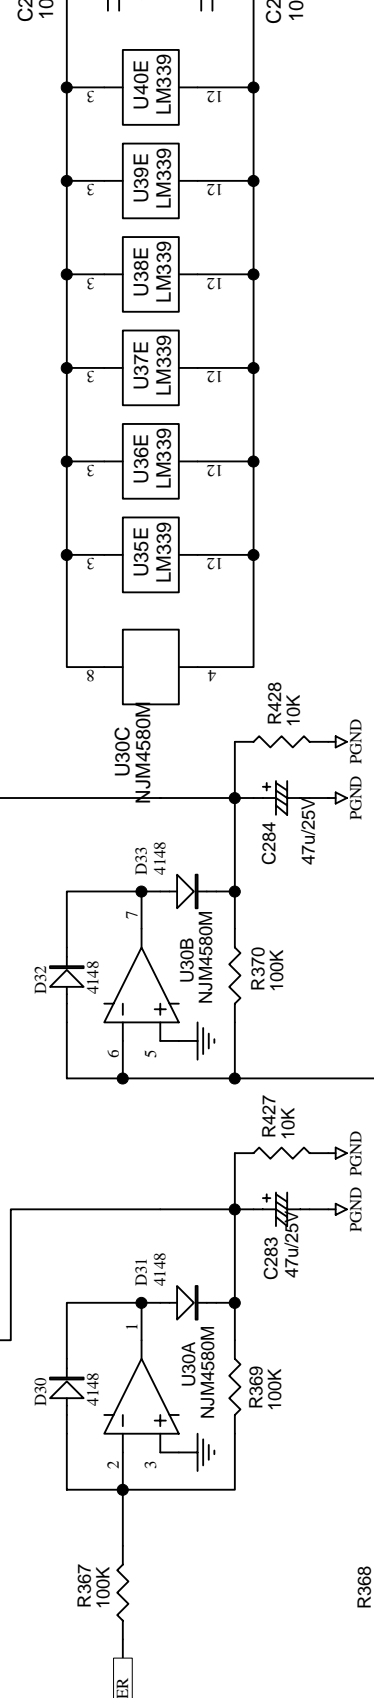 C2
10
C2
10
3
U40E
LM339
12
3
U39E
LM339
12
3
U38E
LM339
12
3
U37E
LM339
12
3
U36E
LM339
12
3
U35E
LM339
12
8
4
U30C
NJM4580M
R428
10K
PGND
+
C284
47u/25V
PGND
D33
4148
7
D32
4148
U30B
NJM4580M
6
5
R370
100K
R427
10K
PGND
+
C283
47u/25V
PGND
D31
4148
1
D30
4148
U30A
NJM4580M
2
3
R369
100K
R367
100K
R368
ER